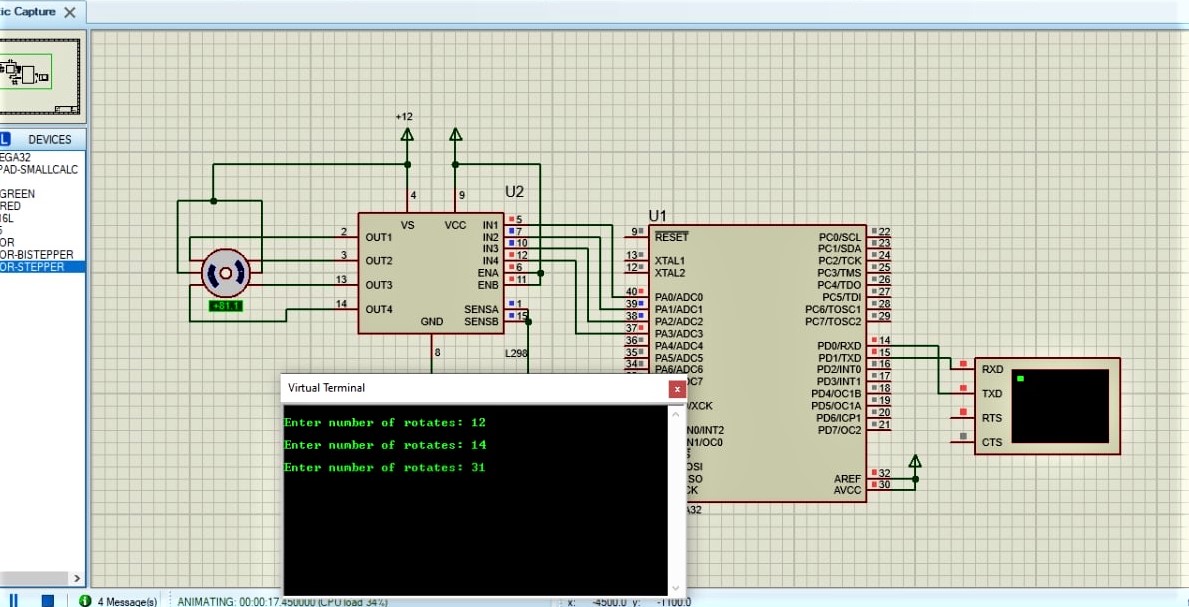 tic Capture
DEVICES
EGA32
PAD-SMALLCALC
GREEN
RED
6L
OR
OR-BISTEPPER
OR-STEPPER
+12
4
9
U2
VS
VCC
2
OUT1
3
OUT2
13
OUT3
14
OUT4
GND
8
IN1
5
IN2
7
IN3
10
IN4
12
ENA
6
ENB
11
SENSA
1
SENSB
15
L298
+81.1
U1
9
RESET
13
XTAL1
12
XTAL2
40
PA0/ADC0
39
PA1/ADC1
38
PA2/ADC2
37
PA3/ADC3
36
PA4/ADC4
35
PA5/ADC5
34
PA6/ADC6
DC7
/XCK
N0/INT2
N1/OC0
OSI
SO
CK
A32
PC0/SCL
22
PC1/SDA
23
PC2/TCK
24
PC3/TMS
25
PC4/TDO
26
PC5/TDI
27
PC6/TOSC1
28
PC7/TOSC2
29
PD0/RXD
14
PD1/TXD
15
PD2/INT0
16
PD3/INT1
17
PD4/OC1B
18
PD5/OC1A
19
PD6/ICP1
20
PD7/OC2
21
AREF
32
AVCC
30
RXD
TXD
RTS
CTS
Virtual Terminal
x
Enter number of rotates: 12
Enter number of rotates: 14
Enter number of rotates: 31
4 Message(s)
ANIMATING: 00:00:17.450000 (CPU load 34%)
x: -4500.0 y: -1100.0